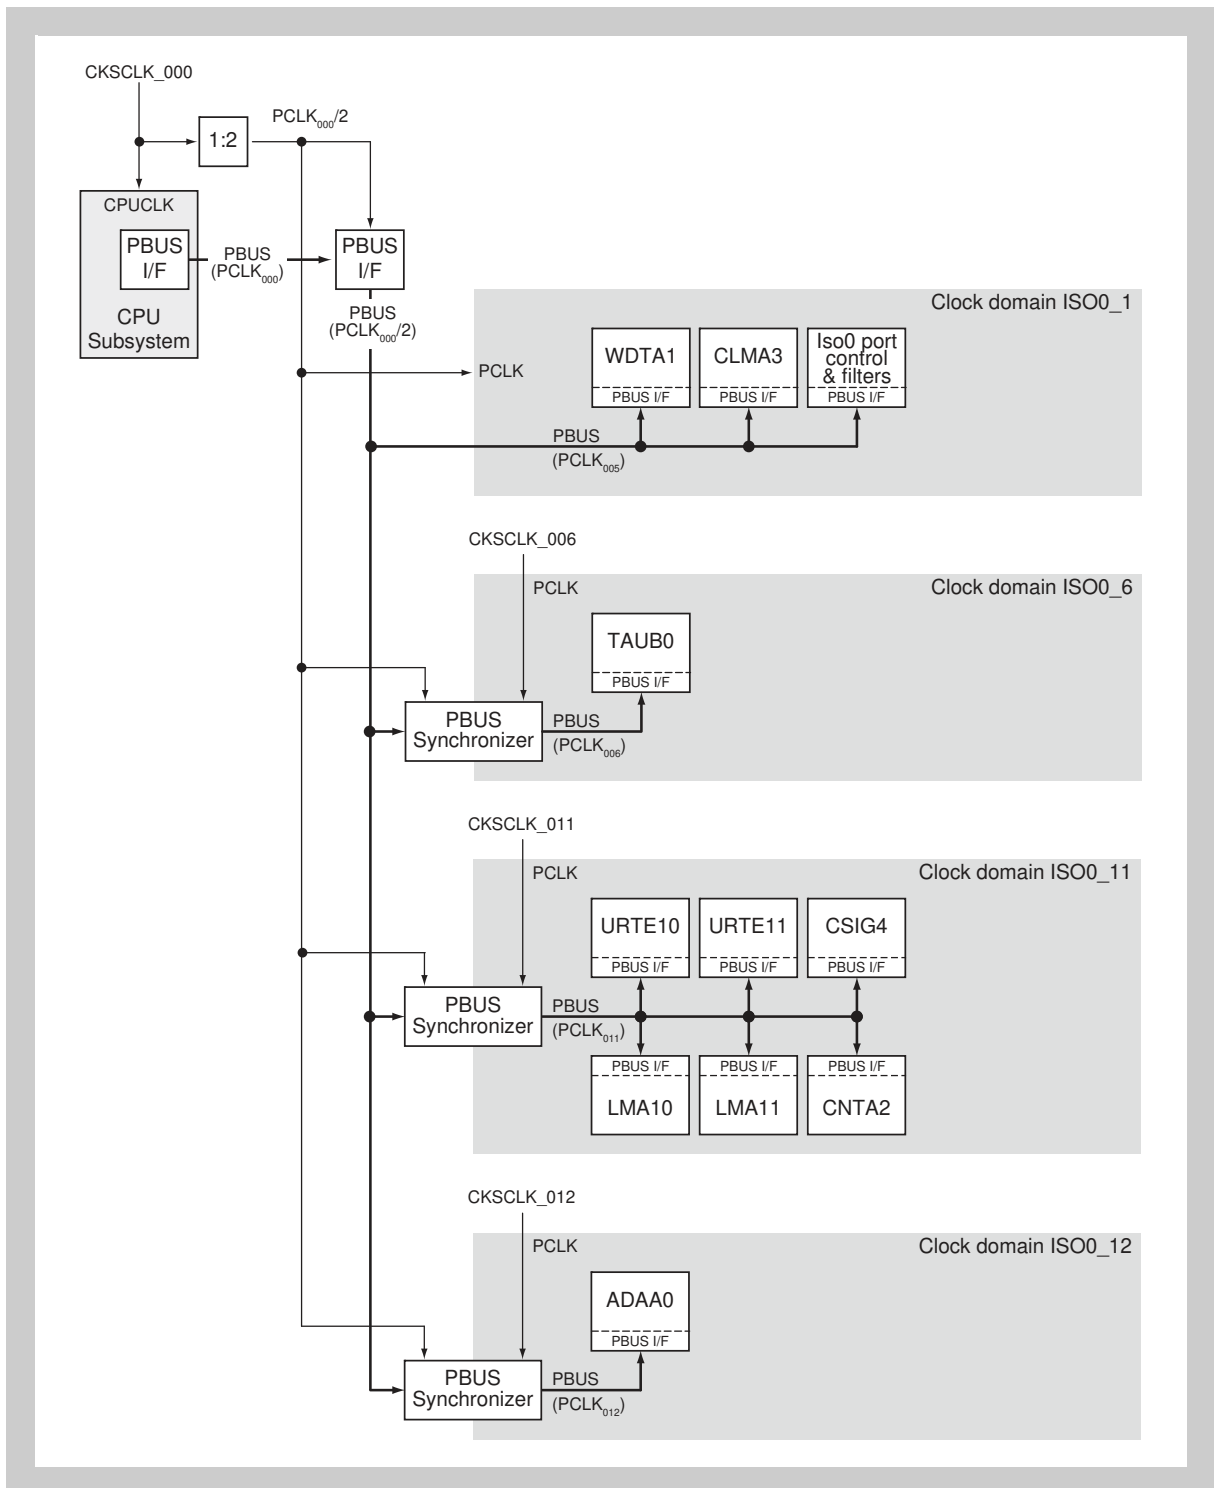 CKSCLK_000
PCLK000/2
1:2
CPUCLK
PBUS
I/F
CPU
Subsystem
PBUS
(PCLK000)
PBUS
I/F
PBUS
(PCLK000/2)
Clock domain ISO0_1
PCLK
WDTA1
PBUS I/F
CLMA3
PBUS I/F
Iso0 port
control
& filters
PBUS I/F
PBUS
(PCLK005)
CKSCLK_006
Clock domain ISO0_6
PCLK
TAUB0
PBUS I/F
PBUS
Synchronizer
PBUS
(PCLK006)
CKSCLK_011
Clock domain ISO0_11
PCLK
URTE10
PBUS I/F
URTE11
PBUS I/F
CSIG4
PBUS I/F
PBUS
Synchronizer
PBUS
(PCLK011)
PBUS I/F
LMA10
PBUS I/F
LMA11
PBUS I/F
CNTA2
CKSCLK_012
Clock domain ISO0_12
PCLK
ADAA0
PBUS I/F
PBUS
Synchronizer
PBUS
(PCLK012)